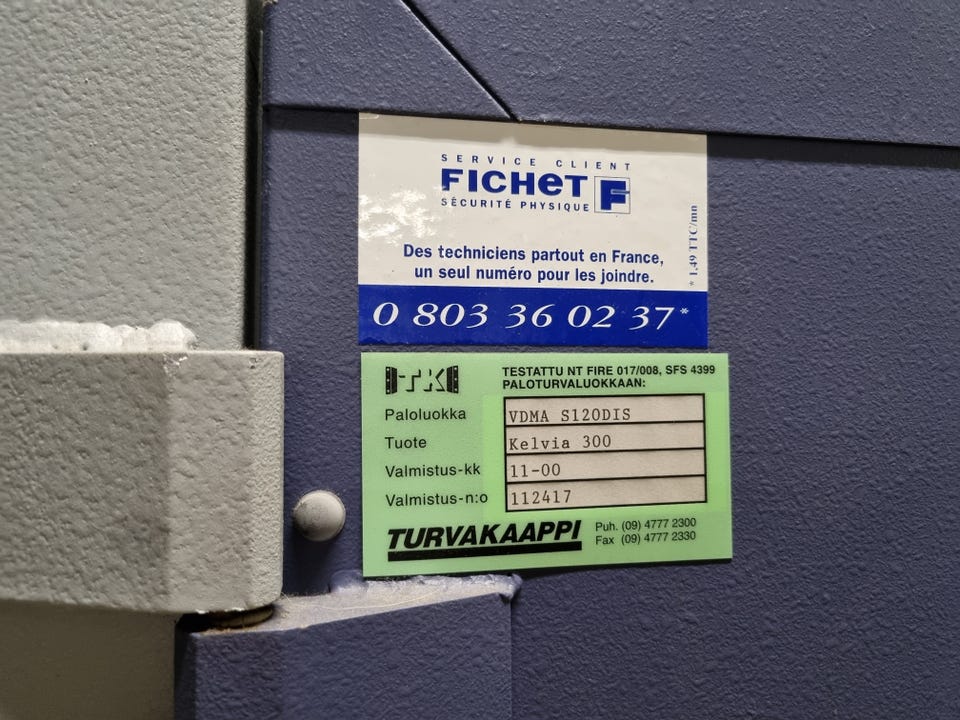 SERVICE CLIENT
FICHET F
SÉCURITÉ PHYSIQUE
Des techniciens partout en France,
un seul numéro pour les joindre.
* 1,49 TTC/mn
0 803 36 02 37*
TK
TESTATTU NT FIRE 017/008, SFS 4399
PALOTURVALUOKKAAN:
Paloluokka VDMA S120DIS
Tuote Kelvia 300
Valmistus-kk 11-00
Valmistus-n:o 112417
TURVAKAAPPI
Puh. (09) 4777 2300
Fax (09) 4777 2330